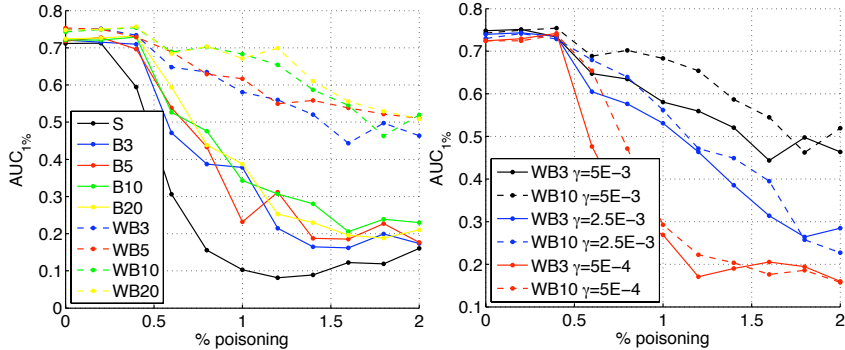 0.8
0.7
0.6
0.5
0.4
0.3
0.2
0.1
0
AUC1%
S
B3
B5
B10
B20
WB3
WB5
WB10
WB20
0
0.5
1
1.5
2
% poisoning
0.8
0.7
0.6
0.5
0.4
0.3
0.2
0.1
AUC1%
WB3 γ=5E−3
WB10 γ=5E−3
WB3 γ=2.5E−3
WB10 γ=2.5E−3
WB3 γ=5E−4
WB10 γ=5E−4
0
0.5
1
1.5
2
% poisoning